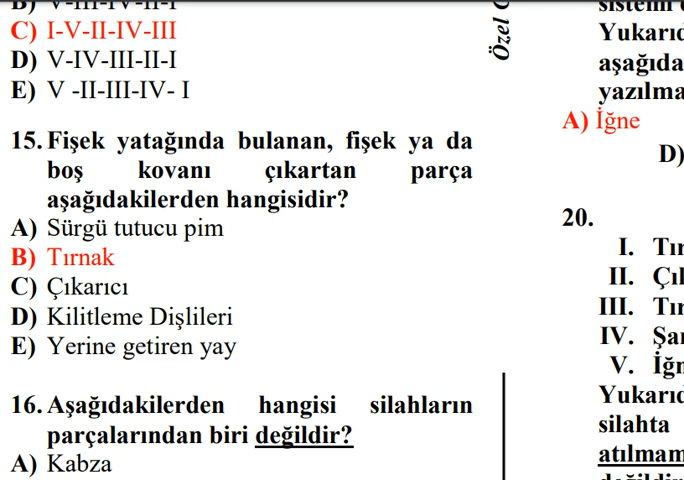 C) I-V-II-IV-III
D) V-IV-III-II-I
E) V -II-III-IV- I
15. Fişek yatağında bulanan, fişek ya da
boş kovanı çıkartan parça
aşağıdakilerden hangisidir?
A) Sürgü tutucu pim
B) Tırnak
C) Çıkarıcı
D) Kilitleme Dişlileri
E) Yerine getiren yay
16. Aşağıdakilerden hangisi silahların
parçalarından biri değildir?
A) Kabza
Özel
A) İğne
D)
20.
I.
II.
III.
IV.
V.
silahta